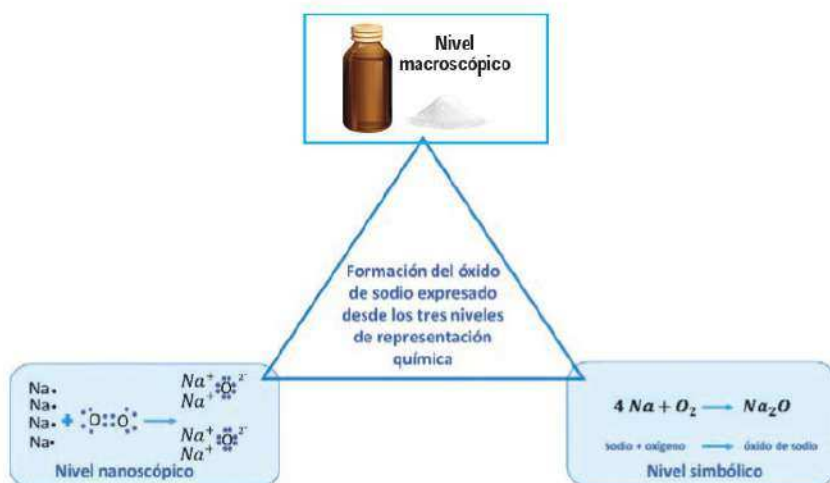 Nivel
macroscópico
Formación del óxido
de sodio expresado
desde los tres niveles
de representación
química
Na•
Na•
Na•
Na•
+ O O
Na⁺ O ²⁻
Na⁺
Na⁺ O ²⁻
Na⁺
Nivel nanoscópico
4 Na + O₂ → Na₂O
sodio + oxígeno → óxido de sodio
Nivel simbólico